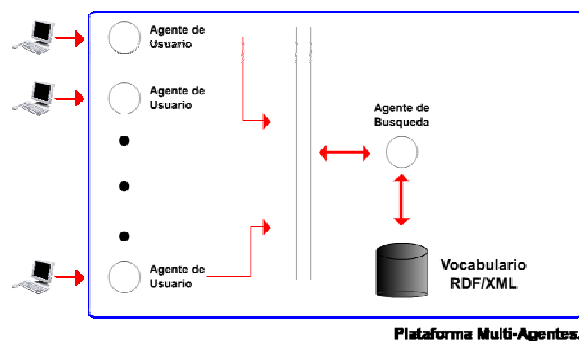 Agente de
Usuario
Agente de
Usuario
Agente de
Busqueda
Agente de
Usuario
Vocabulario
RDF/XML
Plataforma Multi-Agentes.